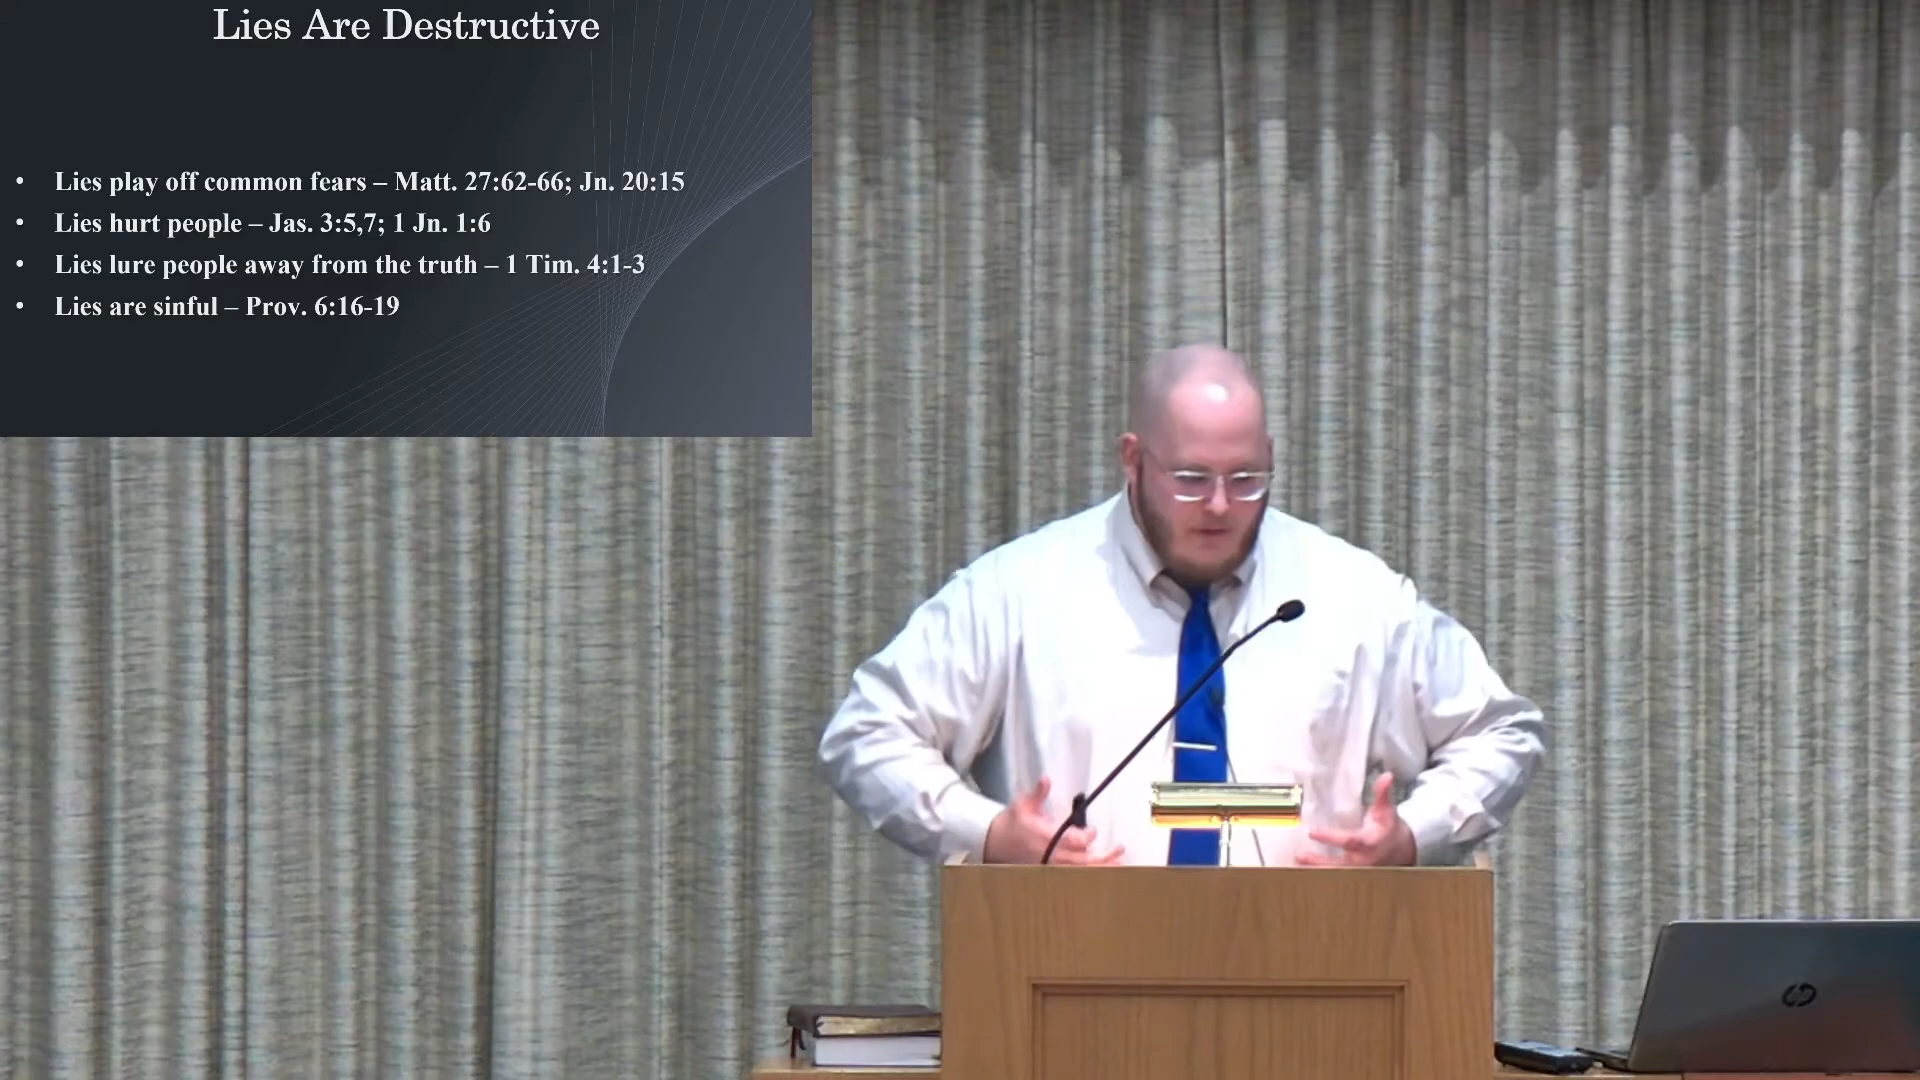 Lies Are Destructive
• Lies play off common fears – Matt. 27:62-66; Jn. 20:15
• Lies hurt people – Jas. 3:5,7; 1 Jn. 1:6
• Lies lure people away from the truth – 1 Tim. 4:1-3
• Lies are sinful – Prov. 6:16-19
hp